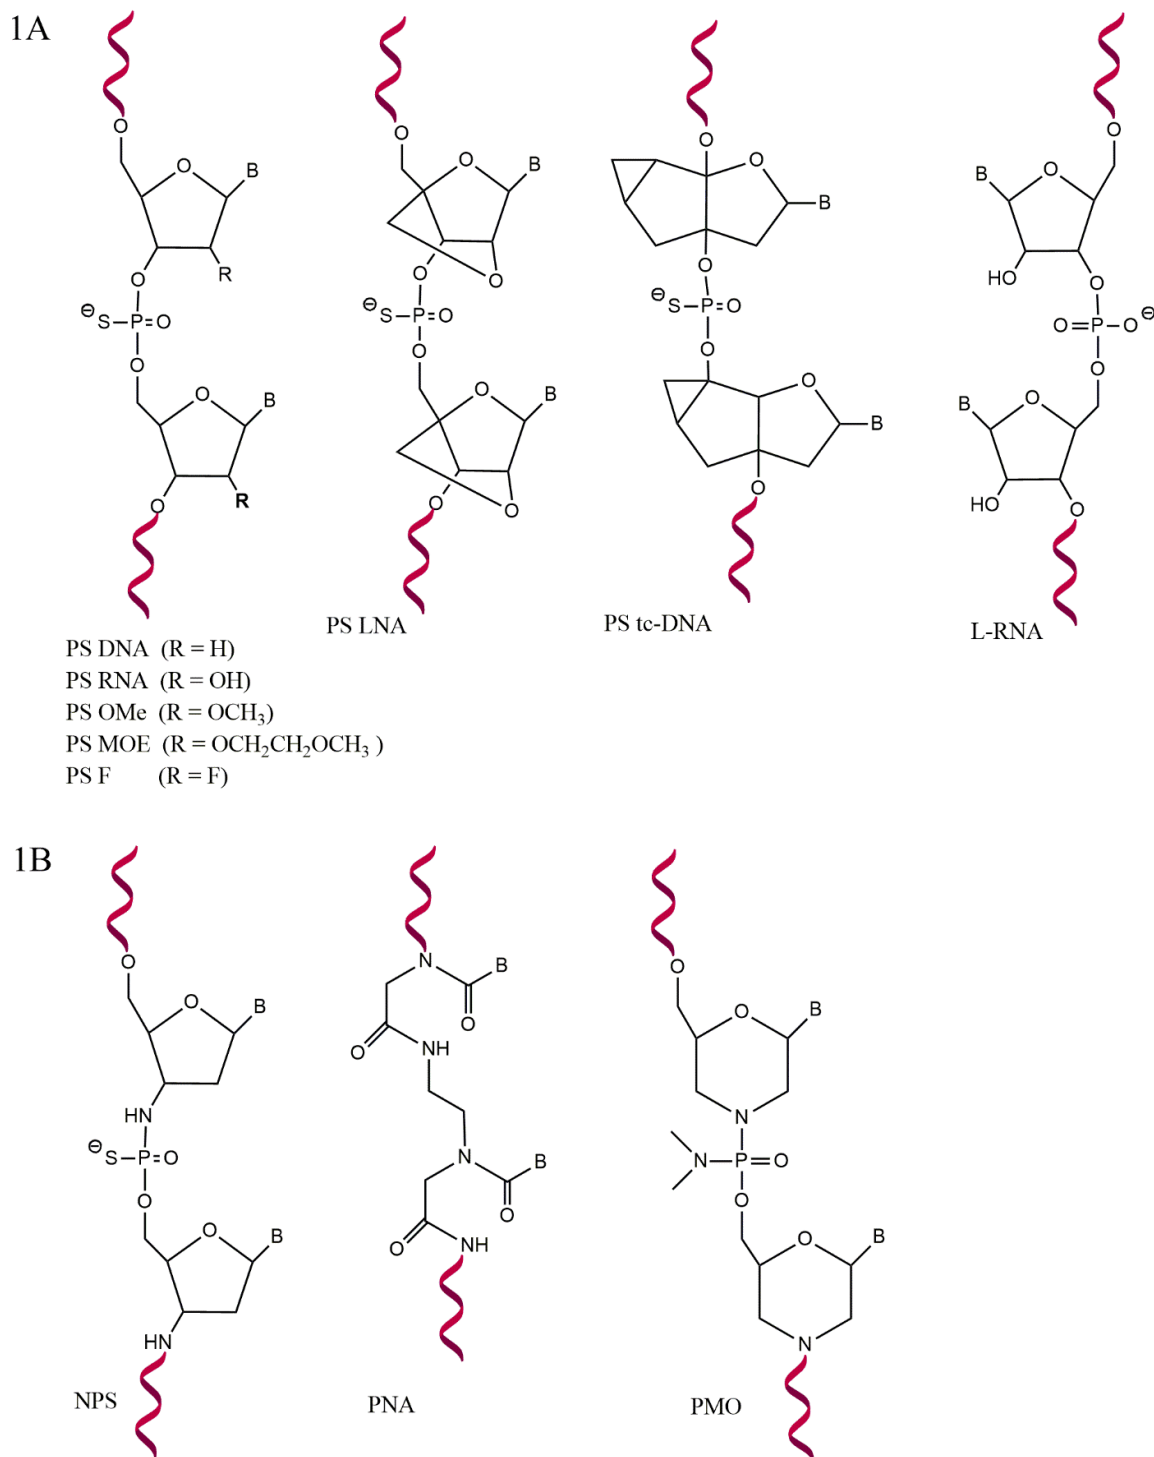 1A
O
O
B
O
R
⊖
S–P=O
O
O
B
R
O
PS DNA (R = H)
PS RNA (R = OH)
PS OMe (R = OCH₃)
PS MOE (R = OCH₂CH₂OCH₃ )
PS F (R = F)
O
O
B
O
O
⊖
S–P=O
O
O
B
O
O
PS LNA
O
O
B
O
⊖
S–P=O
O
O
B
O
PS tc-DNA
O
B
O
HO
O
O=P–O⊖
O
B
O
HO
O
L-RNA
1B
O
O
B
HN
⊖
S–P=O
O
O
B
HN
NPS
N
B
O
O
NH
N
B
O
O
NH
PNA
O
O
B
N
N–P=O
O
O
B
N
PMO